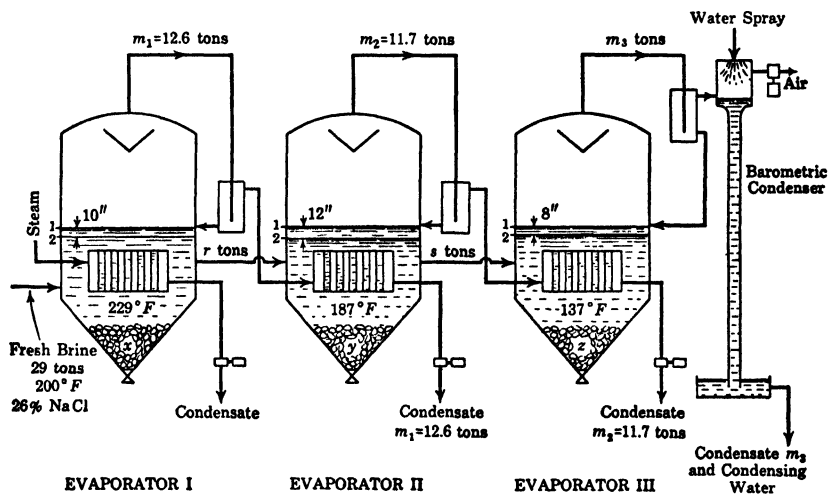 m₁=12.6 tons
m₂=11.7 tons
m₃ tons
Water Spray
Air
Barometric
Condenser
Steam
1
2
10″
r tons
1
2
12″
s tons
1
2
8″
229°F
187°F
137°F
x
y
z
Fresh Brine
29 tons
200°F
26% NaCl
Condensate
Condensate
m₁=12.6 tons
Condensate
m₂=11.7 tons
Condensate m₃
and Condensing
Water
EVAPORATOR I
EVAPORATOR II
EVAPORATOR III